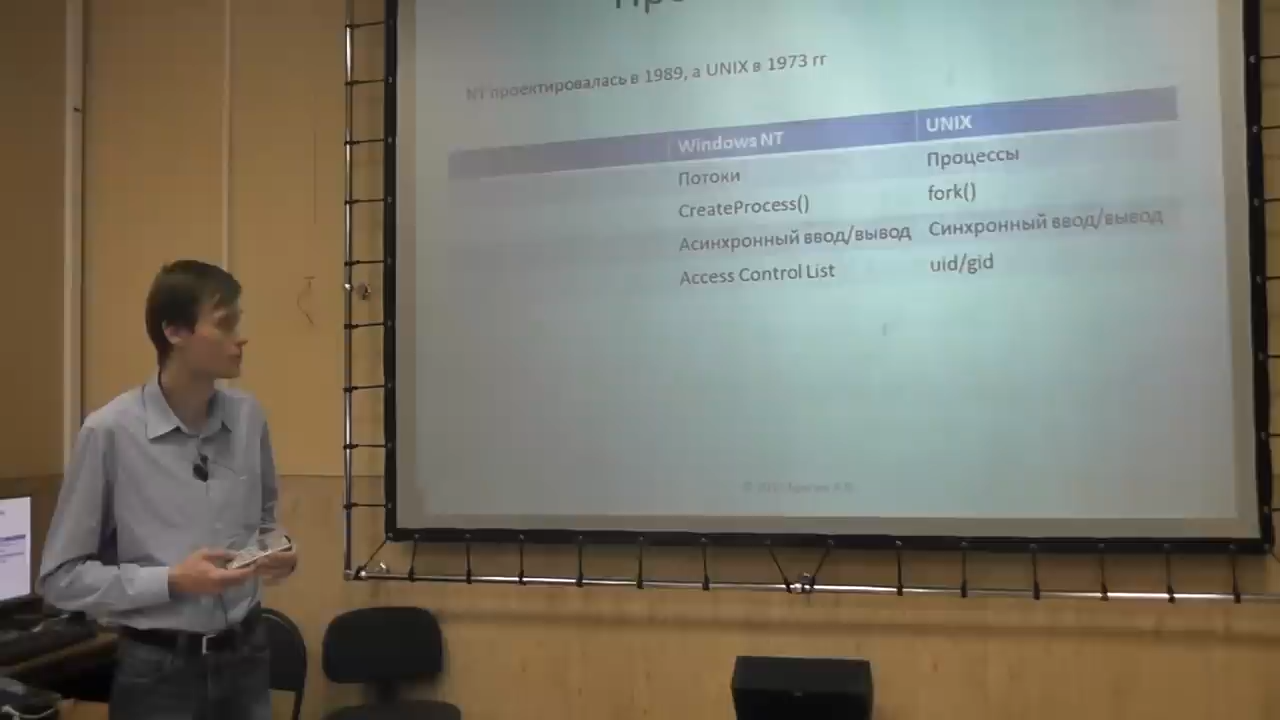 NT проектировалась в 1989, а UNIX в 1973 гг
Windows NT UNIX
Потоки Процессы
CreateProcess() fork()
Асинхронный ввод/вывод Синхронный ввод/вывод
Access Control List uid/gid